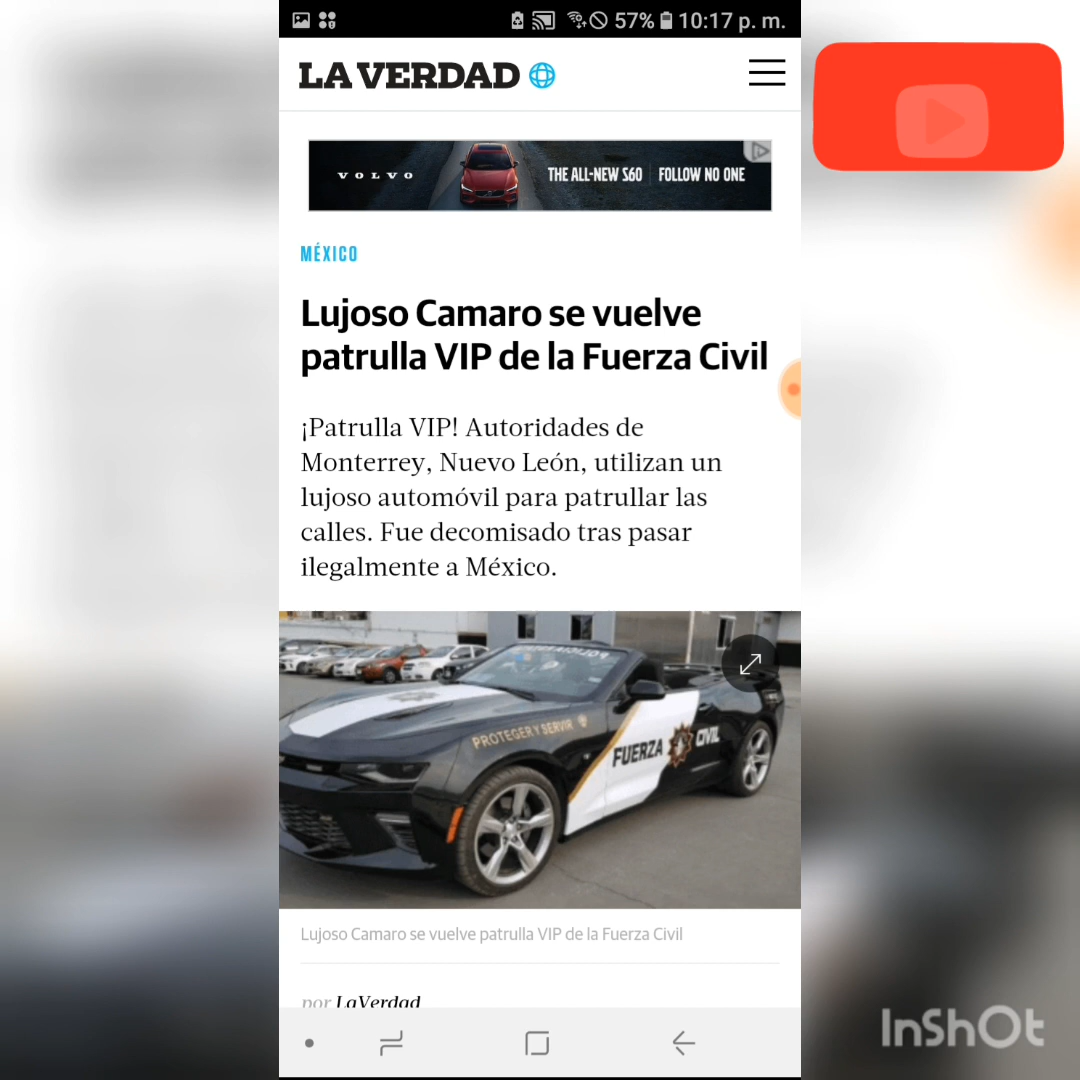 57% 10:17 p. m.
LA VERDAD
VOLVO THE ALL-NEW S60 FOLLOW NO ONE
MÉXICO
Lujoso Camaro se vuelve
patrulla VIP de la Fuerza Civil
¡Patrulla VIP! Autoridades de
Monterrey, Nuevo León, utilizan un
lujoso automóvil para patrullar las
calles. Fue decomisado tras pasar
ilegalmente a México.
PROTEGER Y SERVIR
FUERZA CIVIL
Lujoso Camaro se vuelve patrulla VIP de la Fuerza Civil
por LaVerdad
InShOt